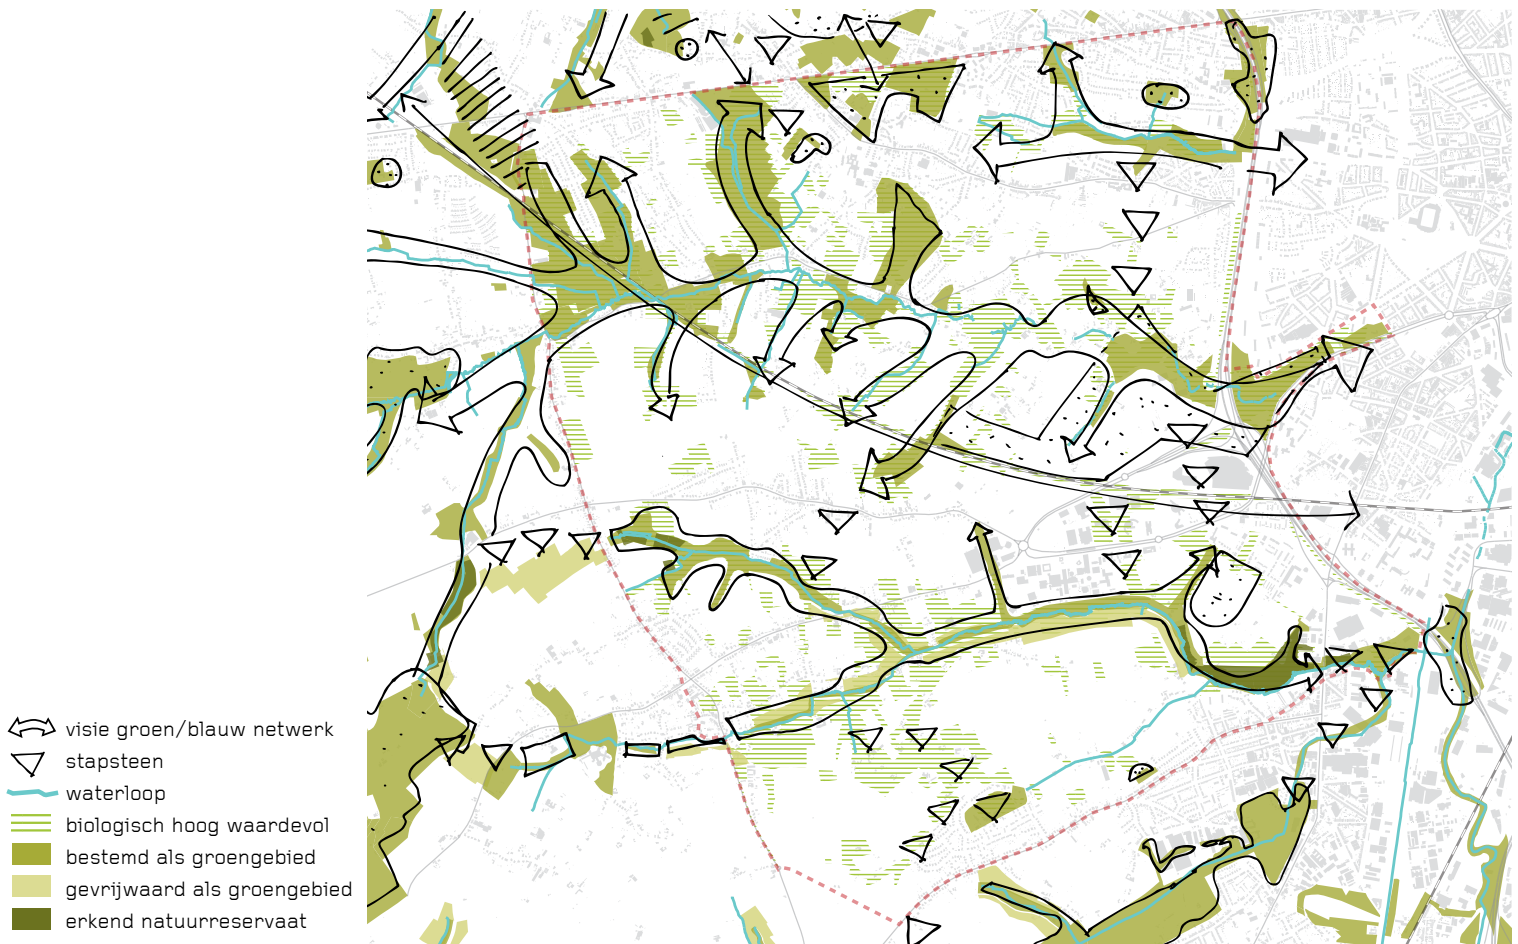 visie groen/blauw netwerk
stapsteen
waterloop
biologisch hoog waardevol
bestemd als groengebied
gevrijwaard als groengebied
erkend natuurreservaat